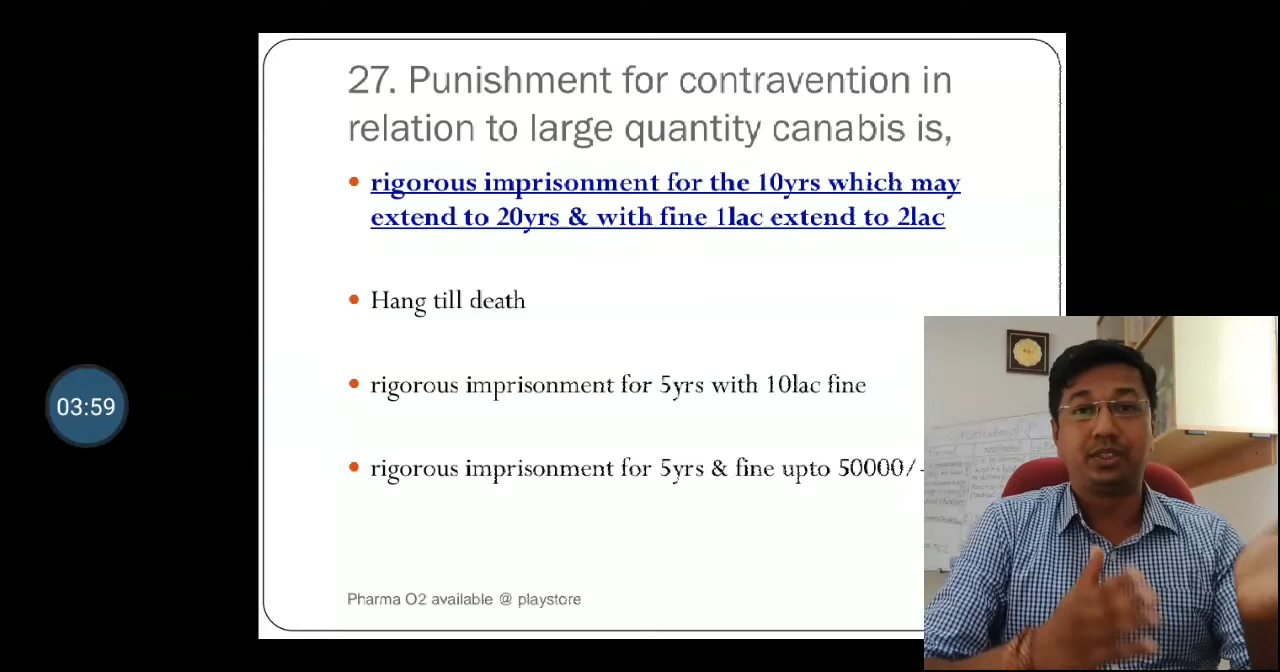 27. Punishment for contravention in
relation to large quantity canabis is,
• rigorous imprisonment for the 10yrs which may
extend to 20yrs & with fine 1lac extend to 2lac
• Hang till death
03:59
• rigorous imprisonment for 5yrs with 10lac fine
• rigorous imprisonment for 5yrs & fine upto 50000/-
Pharma O2 available @ playstore